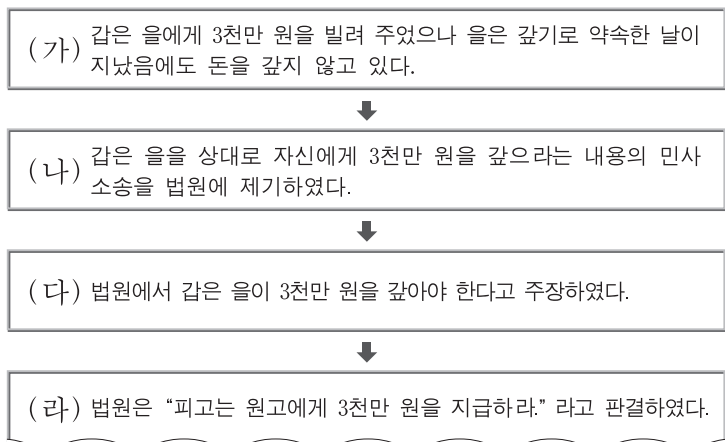 (가) 갑은 을에게 3천만 원을 빌려 주었으나 을은 갚기로 약속한 날이
지났음에도 돈을 갚지 않고 있다.
(나) 갑은 을을 상대로 자신에게 3천만 원을 갚으라는 내용의 민사
소송을 법원에 제기하였다.
(다) 법원에서 갑은 을이 3천만 원을 갚아야 한다고 주장하였다.
(라) 법원은 “피고는 원고에게 3천만 원을 지급하라.” 라고 판결하였다.